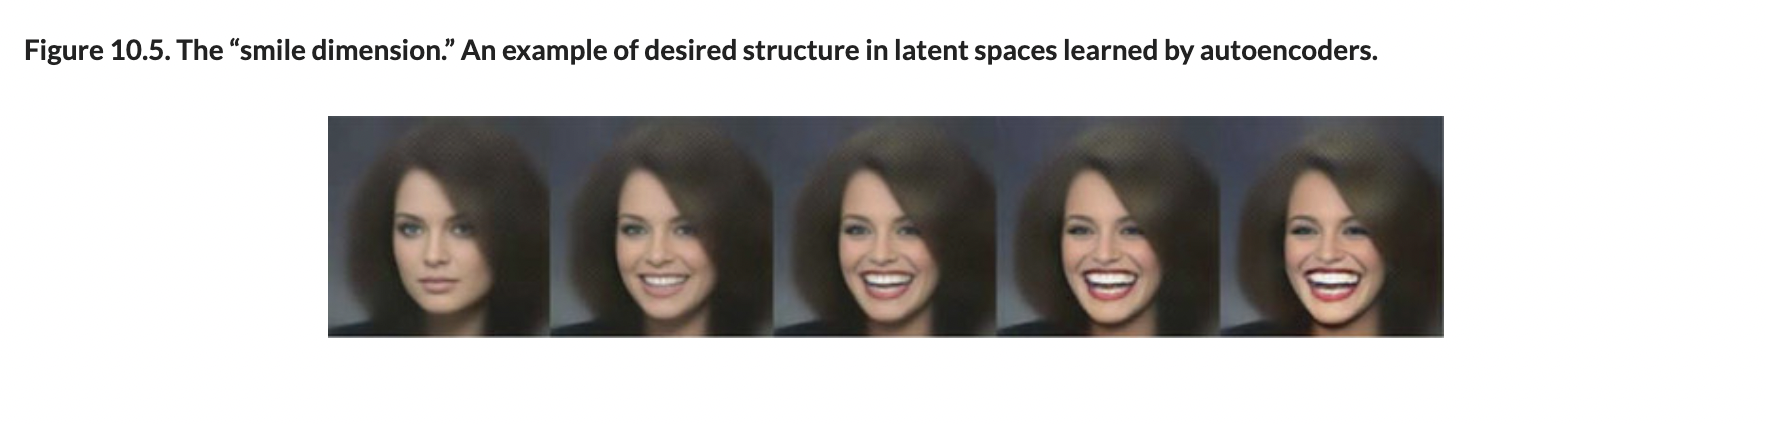 Figure 10.5. The “smile dimension.” An example of desired structure in latent spaces learned by autoencoders.